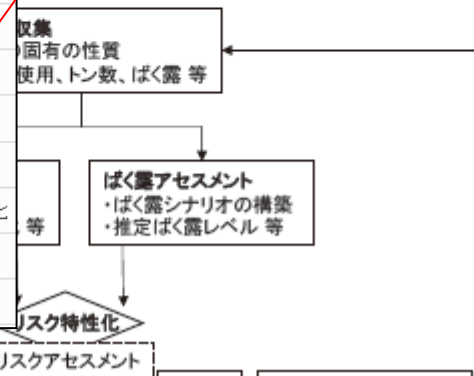 収集
固有の性質
使用、トン数、ばく露 等
ばく露アセスメント
・ばく露シナリオの構築
・推定ばく露レベル 等
と
等
リスク特性化
リスクアセスメント